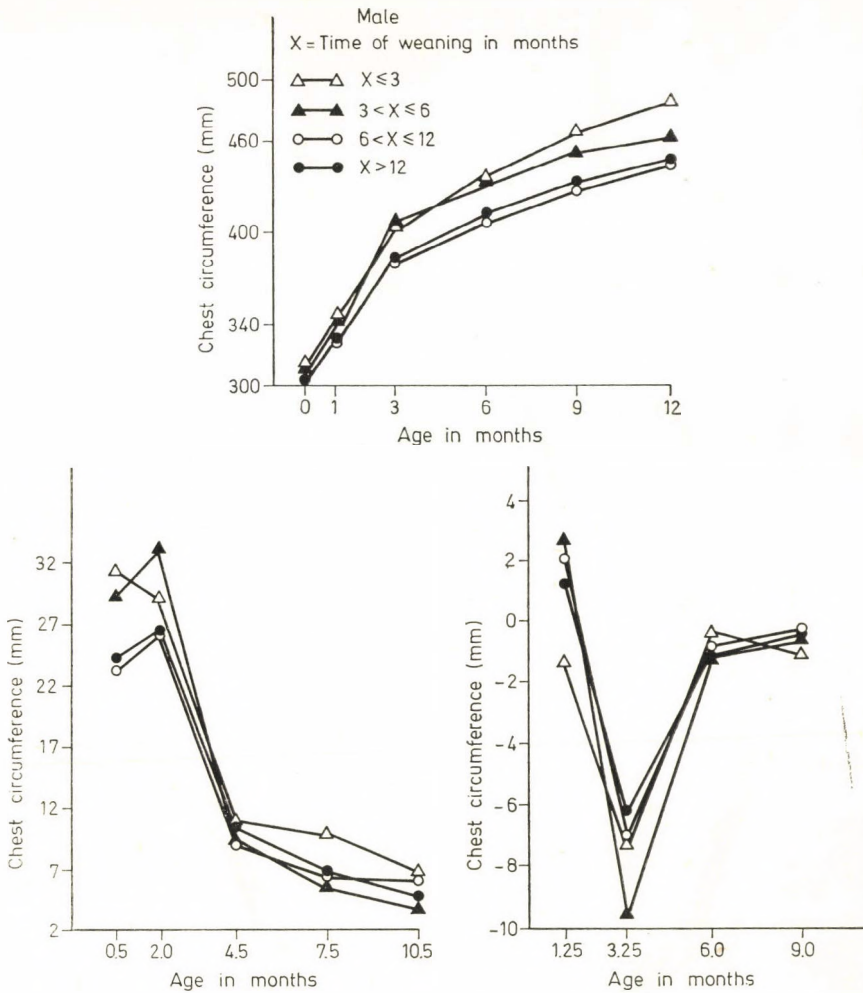 Male
X = Time of weaning in months
X ≤ 3
3 < X ≤ 6
6 < X ≤ 12
X > 12
Chest circumference (mm)
500
460
400
340
300
0 1 3 6 9 12
Age in months
Chest circumference (mm)
32
27
22
17
12
7
2
0.5 2.0 4.5 7.5 10.5
Age in months
Chest circumference (mm)
4
2
0
-2
-4
-6
-8
-10
1.25 3.25 6.0 9.0
Age in months